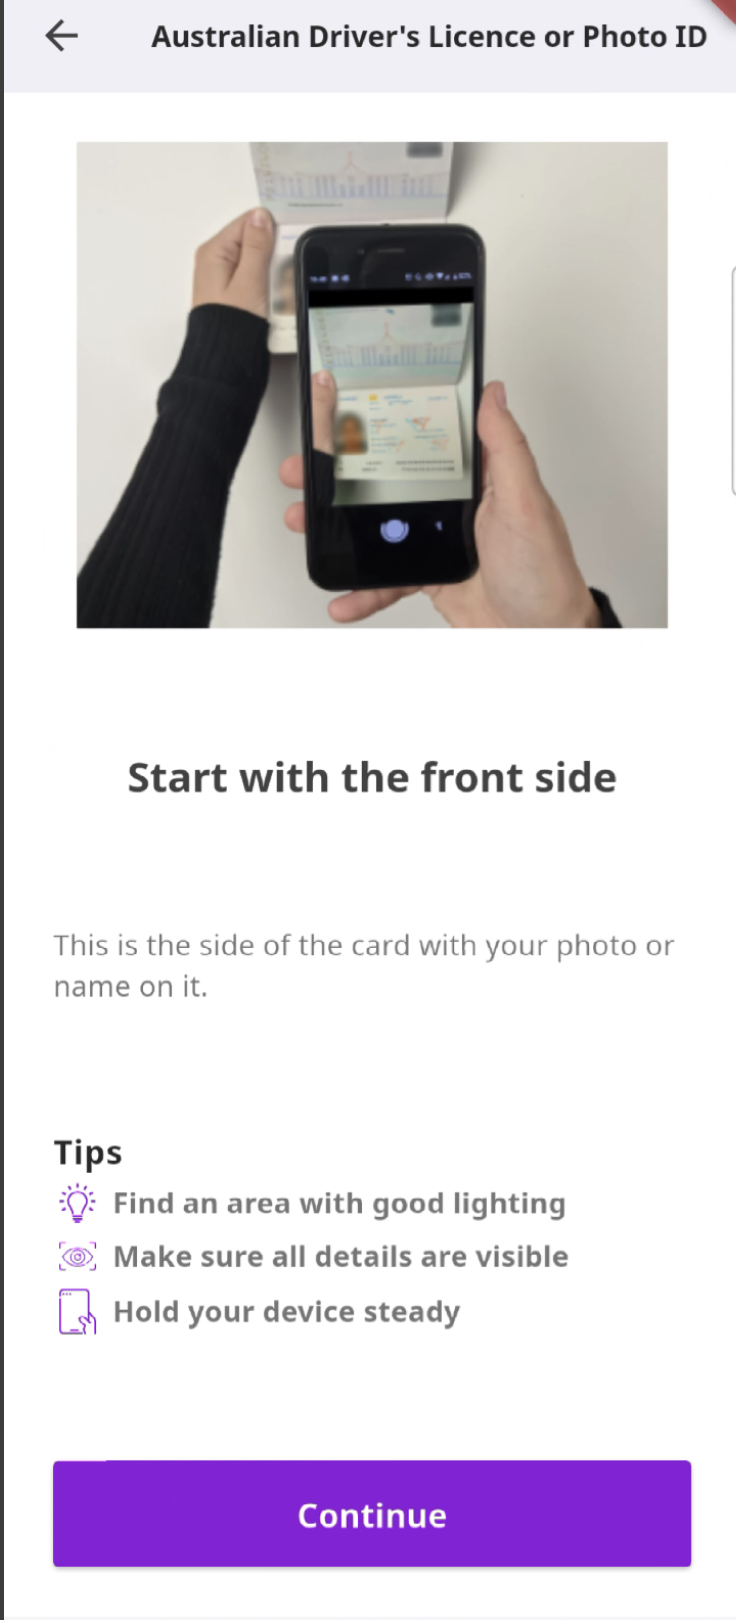 Australian Driver's Licence or Photo ID
Start with the front side
This is the side of the card with your photo or
name on it.
Tips
Find an area with good lighting
Make sure all details are visible
Hold your device steady
Continue